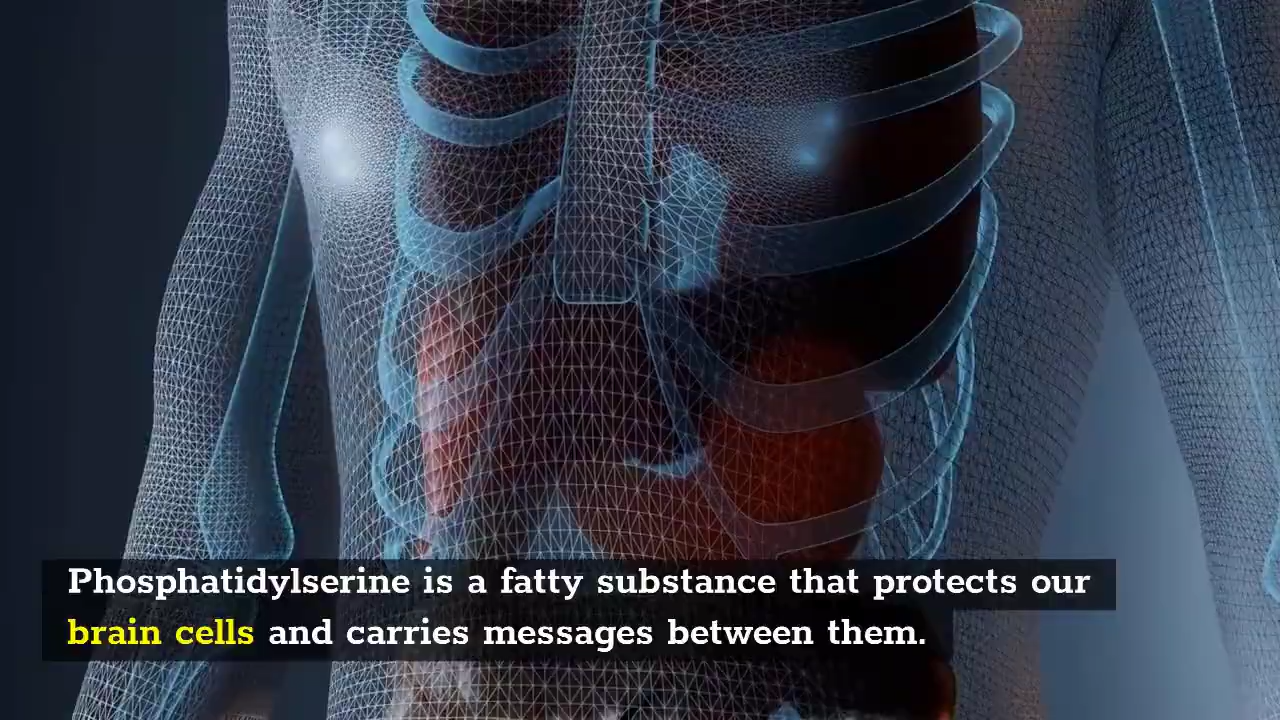 Phosphatidylserine is a fatty substance that protects our
brain cells and carries messages between them.